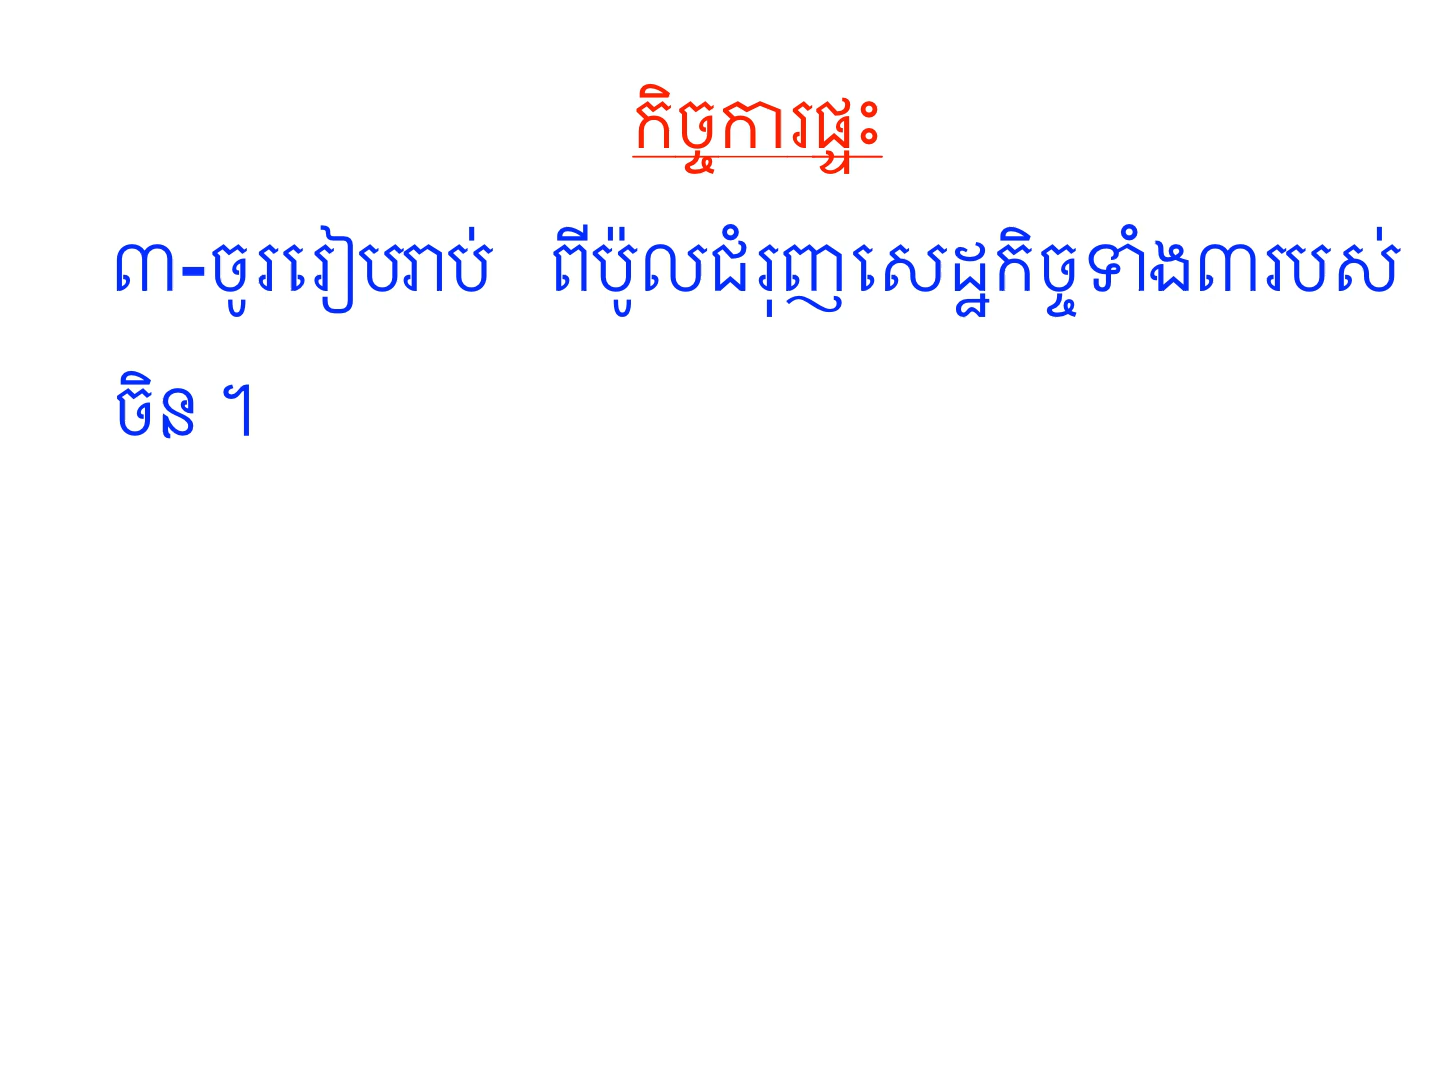 កិច្ចការផ្ទះ
៣-ចូររៀបរាប់ ពីប៉ូលជំរុញសេដ្ឋកិច្ចទាំង៣របស់
ចិន ។